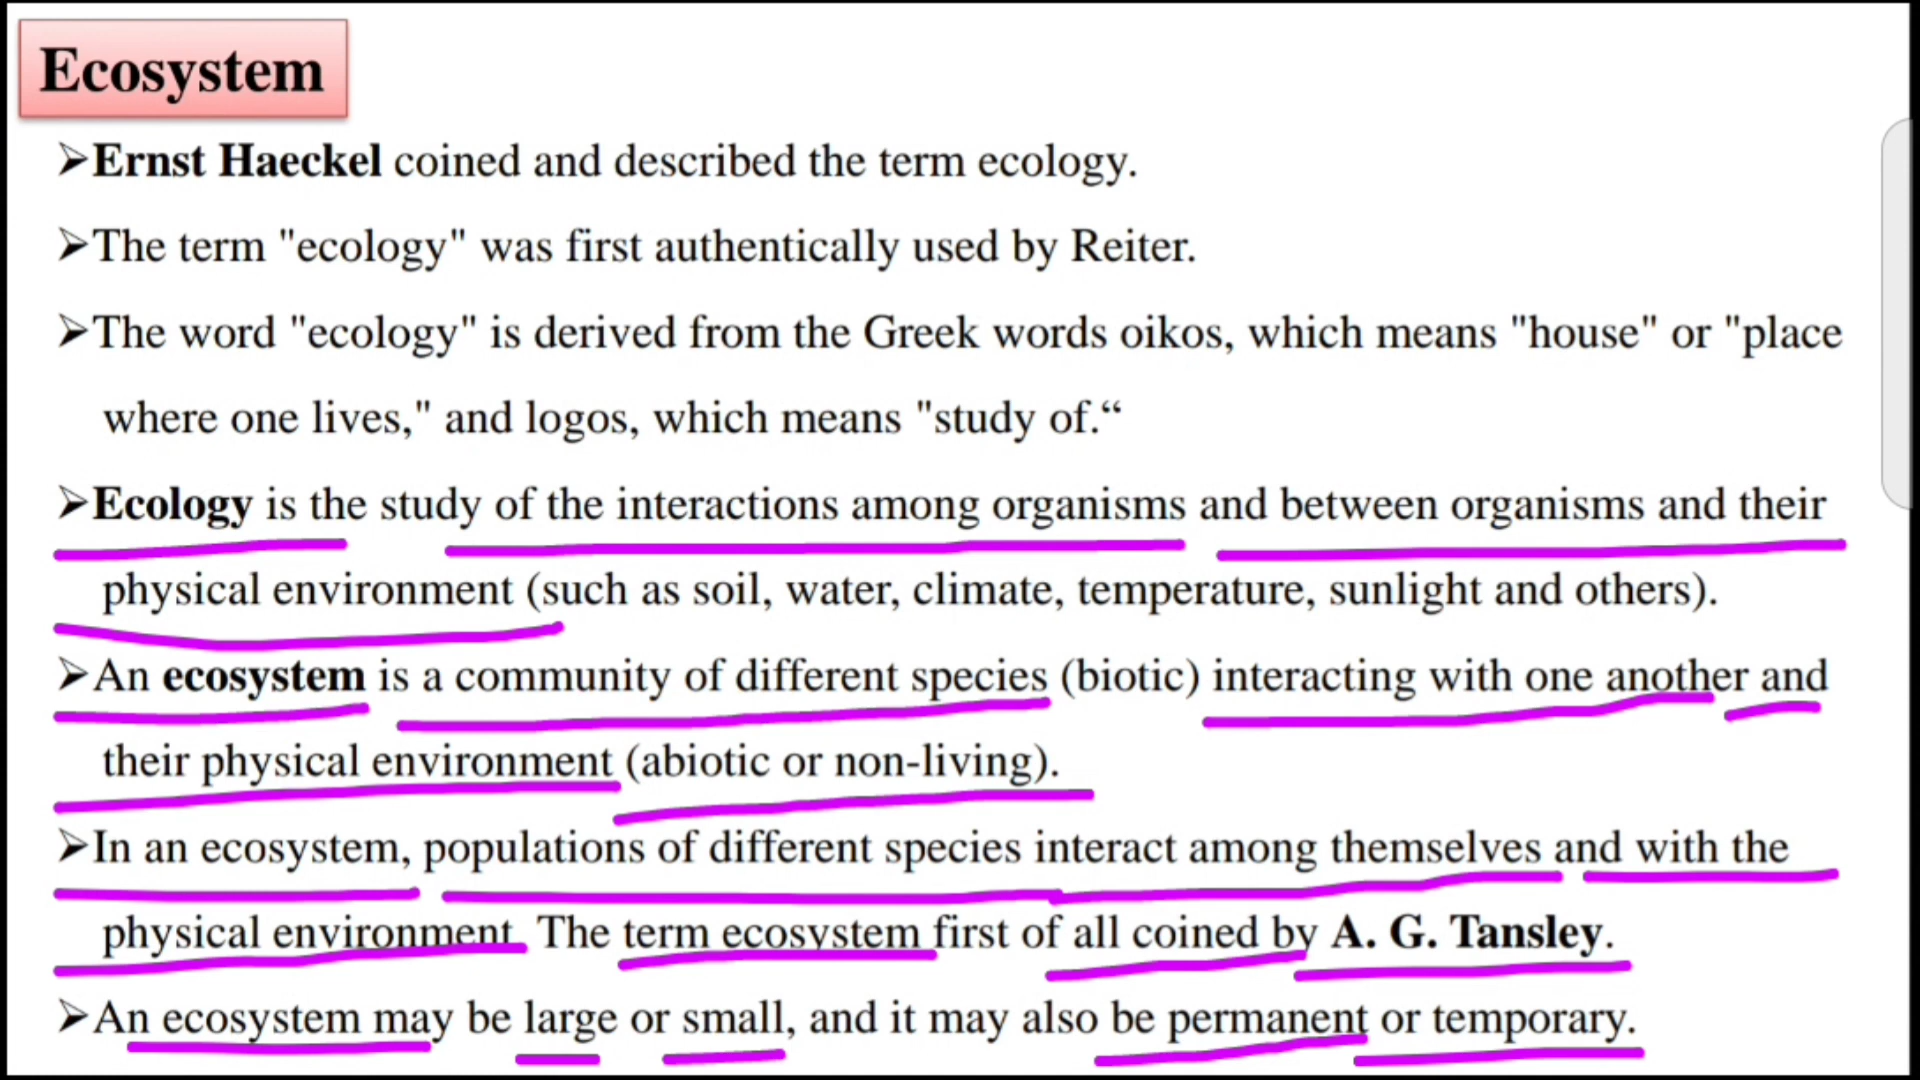 Ecosystem
➢Ernst Haeckel coined and described the term ecology.
➢The term "ecology" was first authentically used by Reiter.
➢The word "ecology" is derived from the Greek words oikos, which means "house" or "place
where one lives," and logos, which means "study of.“
➢Ecology is the study of the interactions among organisms and between organisms and their
physical environment (such as soil, water, climate, temperature, sunlight and others).
➢An ecosystem is a community of different species (biotic) interacting with one another and
their physical environment (abiotic or non-living).
➢In an ecosystem, populations of different species interact among themselves and with the
physical environment. The term ecosystem first of all coined by A. G. Tansley.
➢An ecosystem may be large or small, and it may also be permanent or temporary.